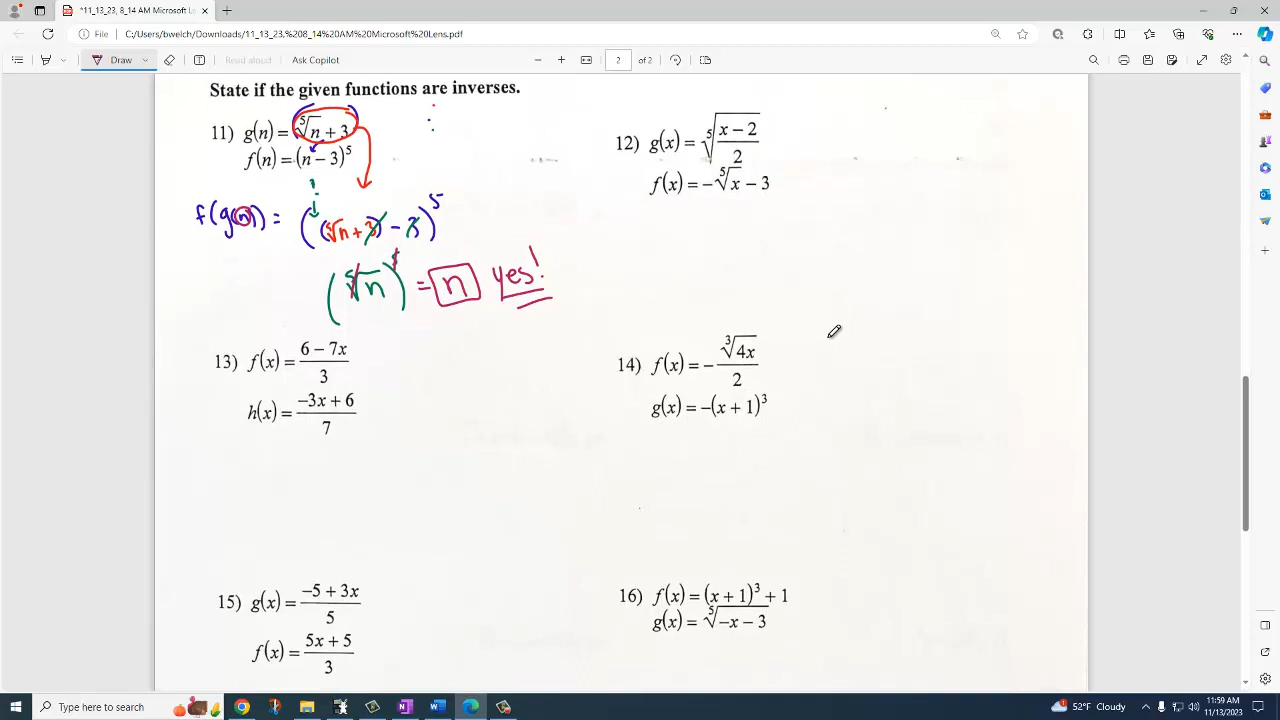 *11_13_23, 8_14 AM Microsoft L
File C:/Users/bwelch/Downloads/11_13_23,%208_14%20AM%20Microsoft%20Lens.pdf
Draw Read aloud Ask Copilot 2 of 2
State if the given functions are inverses.
11) g(n) = ⁵√n + 3
f(n) = (n − 3)⁵
f(g(n)) = ((⁵√n + 3) − 3)⁵
(⁵√n)⁵ = n yes!
12) g(x) = ⁵√((x − 2)/2)
f(x) = −⁵√x − 3
13) f(x) = (6 − 7x)/3
h(x) = (−3x + 6)/7
14) f(x) = −(³√4x)/2
g(x) = −(x + 1)³
15) g(x) = (−5 + 3x)/5
f(x) = (5x + 5)/3
16) f(x) = (x + 1)³ + 1
g(x) = ⁵√(−x − 3)
Type here to search
52°F Cloudy
11:59 AM
11/13/2023